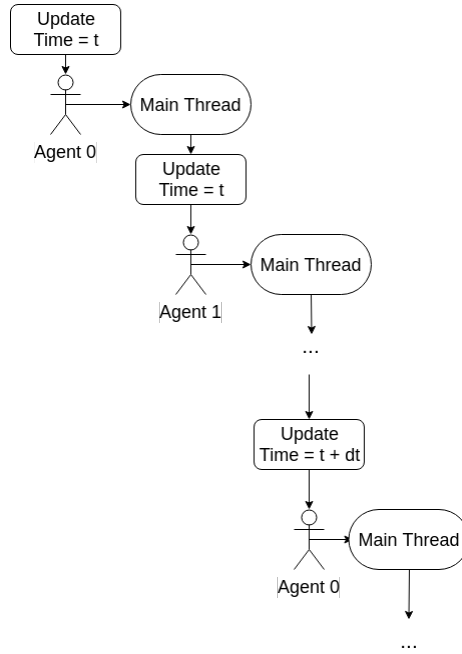 Update
Time = t
Main Thread
Agent 0
Update
Time = t
Main Thread
Agent 1
...
Update
Time = t + dt
Main Thread
Agent 0
...